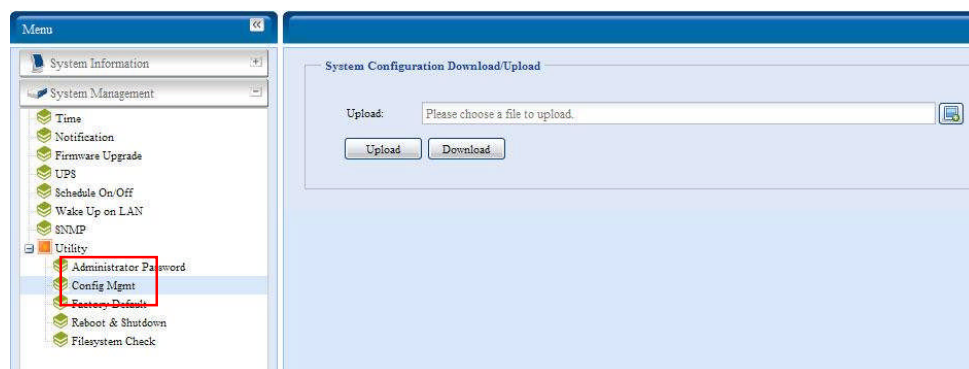 Menu
System Information
System Management
Time
Notification
Firmware Upgrade
UPS
Schedule On/Off
Wake Up on LAN
SNMP
Utility
Administrator Password
Config Mgmt
Factory Default
Reboot & Shutdown
Filesystem Check
System Configuration Download/Upload
Upload: Please choose a file to upload.
Upload Download